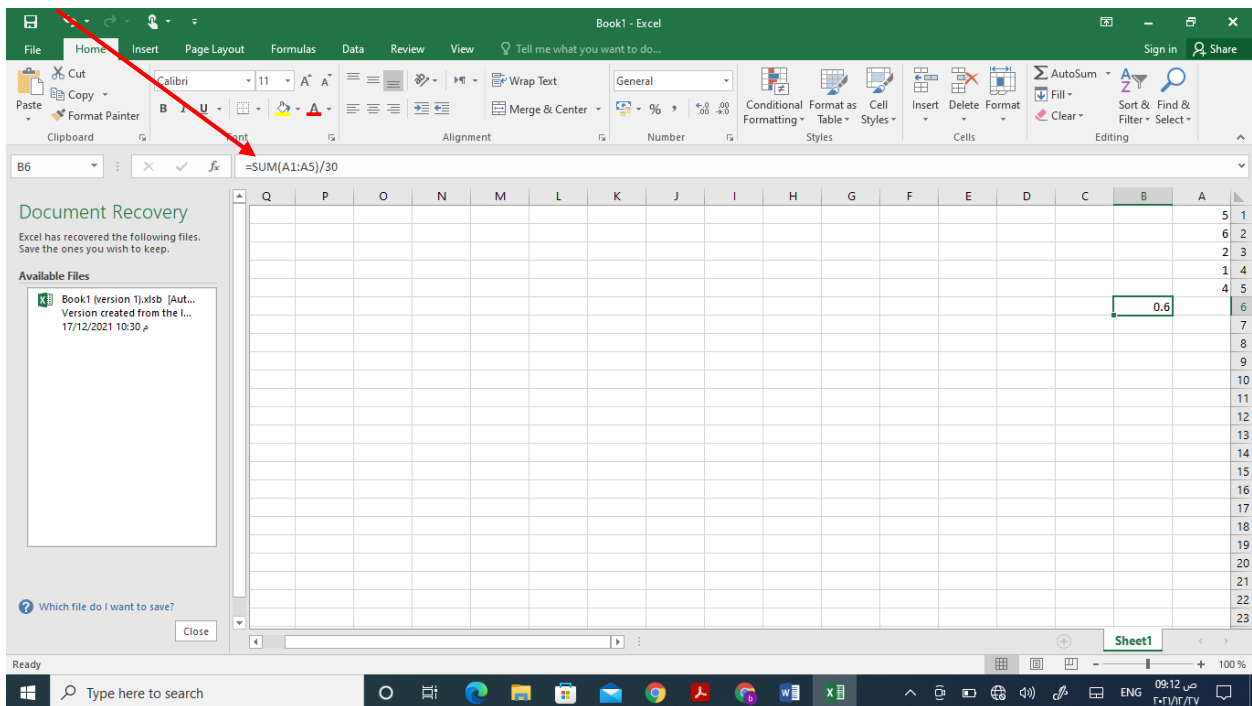 Book1 - Excel
File Home Insert Page Layout Formulas Data Review View Tell me what you want to do... Sign in Share
Paste
Cut
Copy
Format Painter
Clipboard
Calibri 11 A A
B I U A
Font
Wrap Text
Merge & Center
Alignment
General
% , .0 .00 .00 .0
Number
Conditional Formatting
Format as Table
Cell Styles
Styles
Insert Delete Format
Cells
AutoSum
Fill
Clear
Sort & Filter
Find & Select
Editing
B6 fx =SUM(A1:A5)/30
Document Recovery
Excel has recovered the following files.
Save the ones you wish to keep.
Available Files
Book1 (version 1).xlsb [Aut...
Version created from the l...
17/12/2021 10:30 م
Which file do I want to save?
Close
Q P O N M L K J I H G F E D C B A
5 1
6 2
2 3
1 4
4 5
0.6 6
7
8
9
10
11
12
13
14
15
16
17
18
19
20
21
22
23
Sheet1
Ready 100 %
Type here to search
ENG
09:12 ص
٢٠٢١/١٢/٢٧